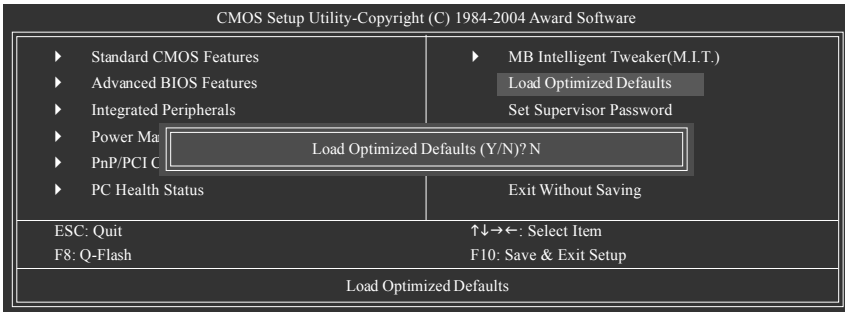 CMOS Setup Utility-Copyright (C) 1984-2004 Award Software
Standard CMOS Features
MB Intelligent Tweaker(M.I.T.)
Advanced BIOS Features
Load Optimized Defaults
Integrated Peripherals
Set Supervisor Password
Power Ma
Load Optimized Defaults (Y/N)? N
PnP/PCI C
PC Health Status
Exit Without Saving
ESC: Quit
↑↓→←: Select Item
F8: Q-Flash
F10: Save & Exit Setup
Load Optimized Defaults